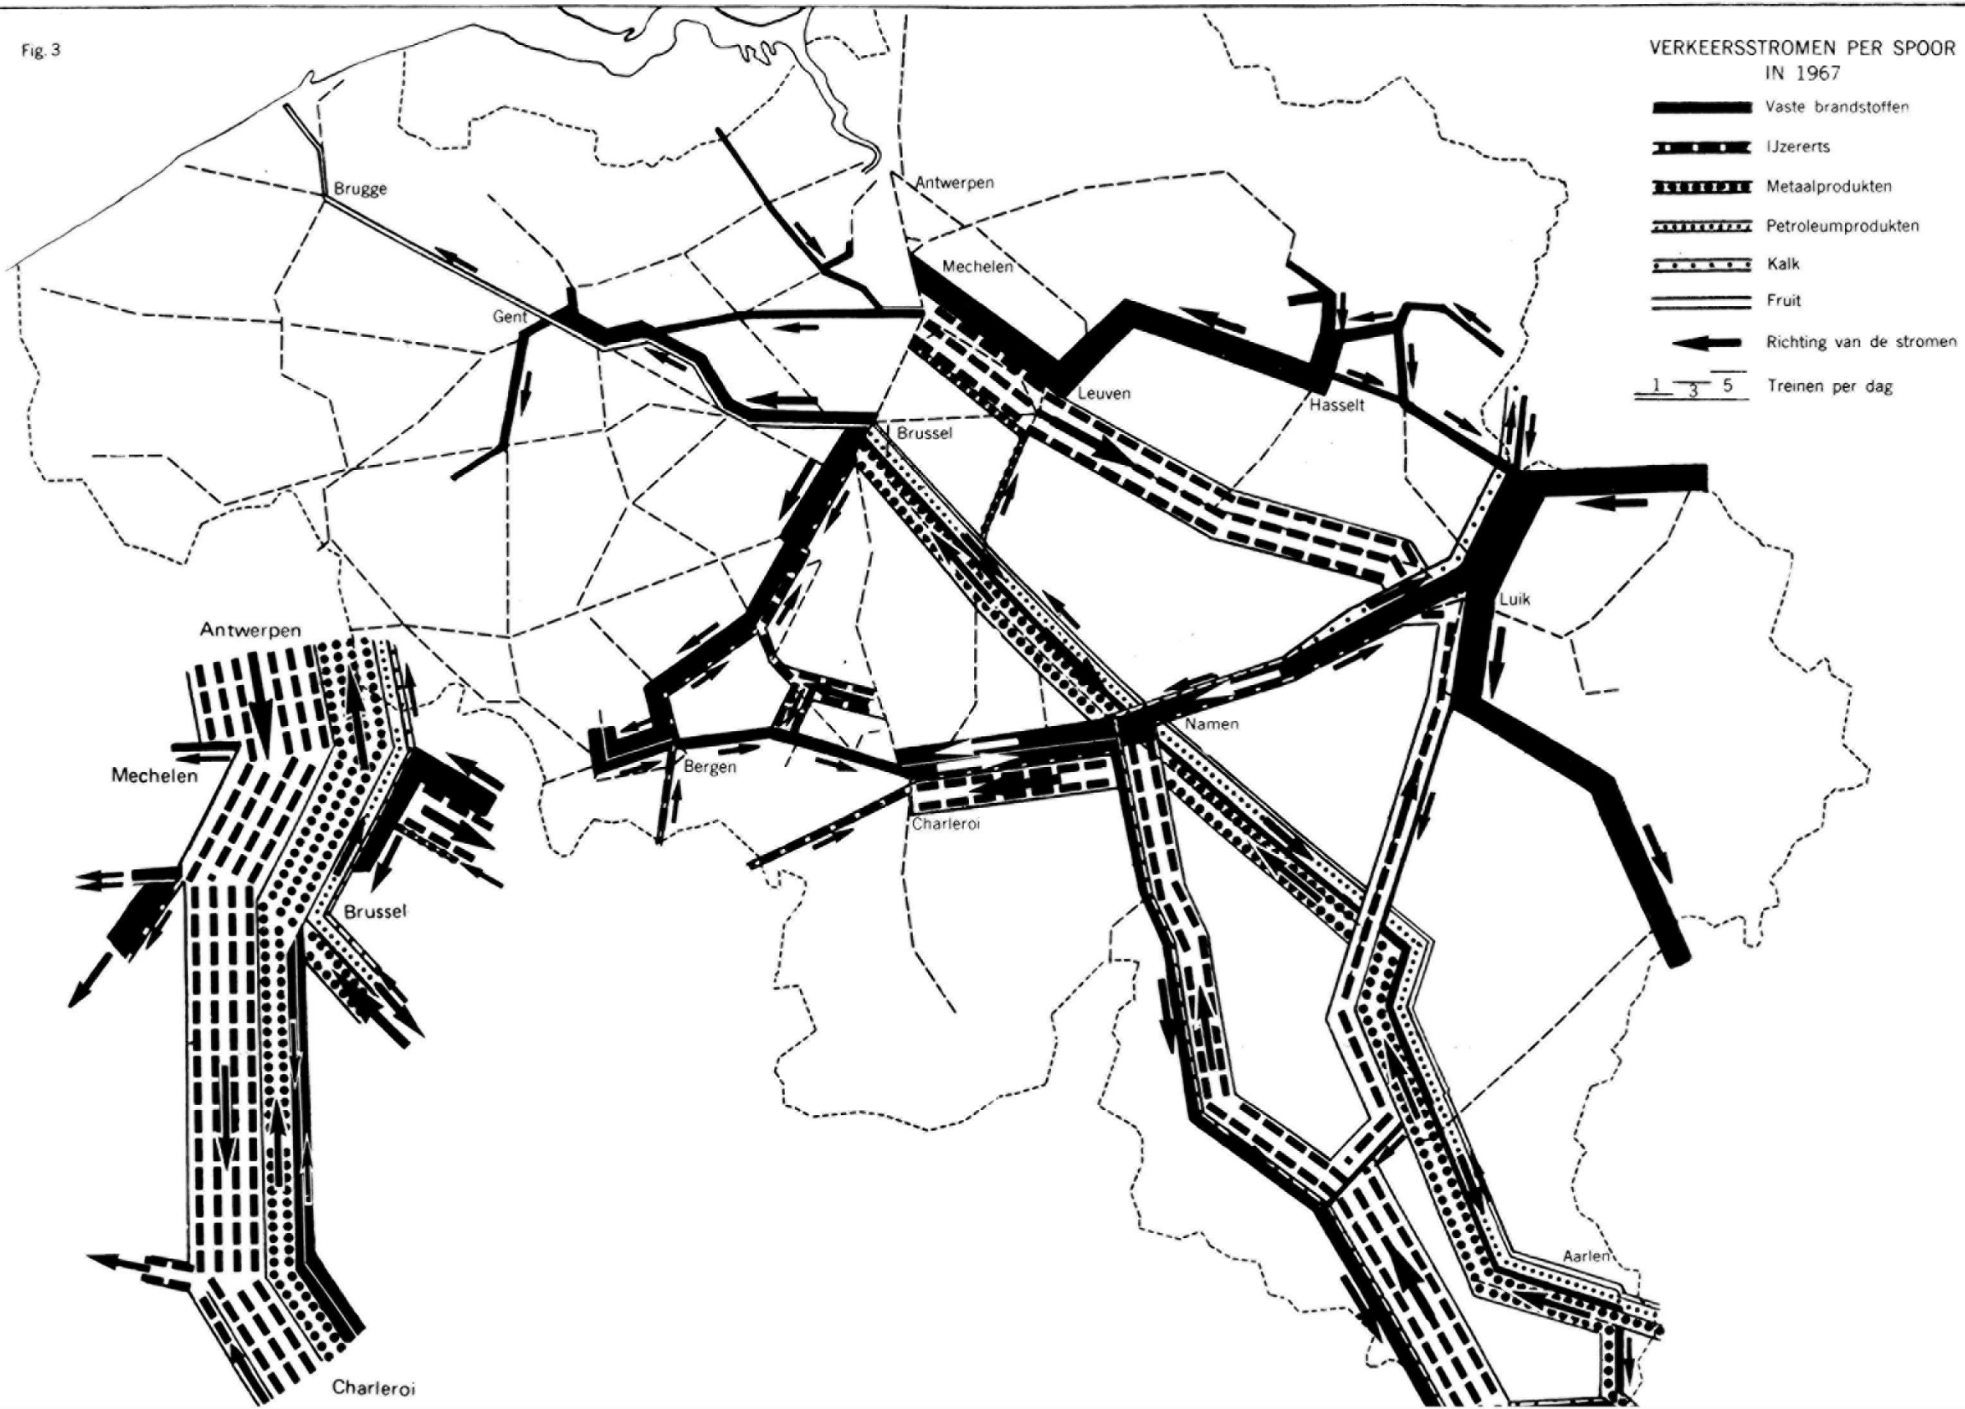 Fig. 3
VERKEERSSTROMEN PER SPOOR
IN 1967
Vaste brandstoffen
IJzererts
Metaalprodukten
Petroleumprodukten
Kalk
Fruit
Richting van de stromen
1 3 5 Treinen per dag
Brugge
Antwerpen
Mechelen
Gent
Leuven
Hasselt
Brussel
Luik
Namen
Bergen
Charleroi
Aarlen
Antwerpen
Mechelen
Brussel
Charleroi